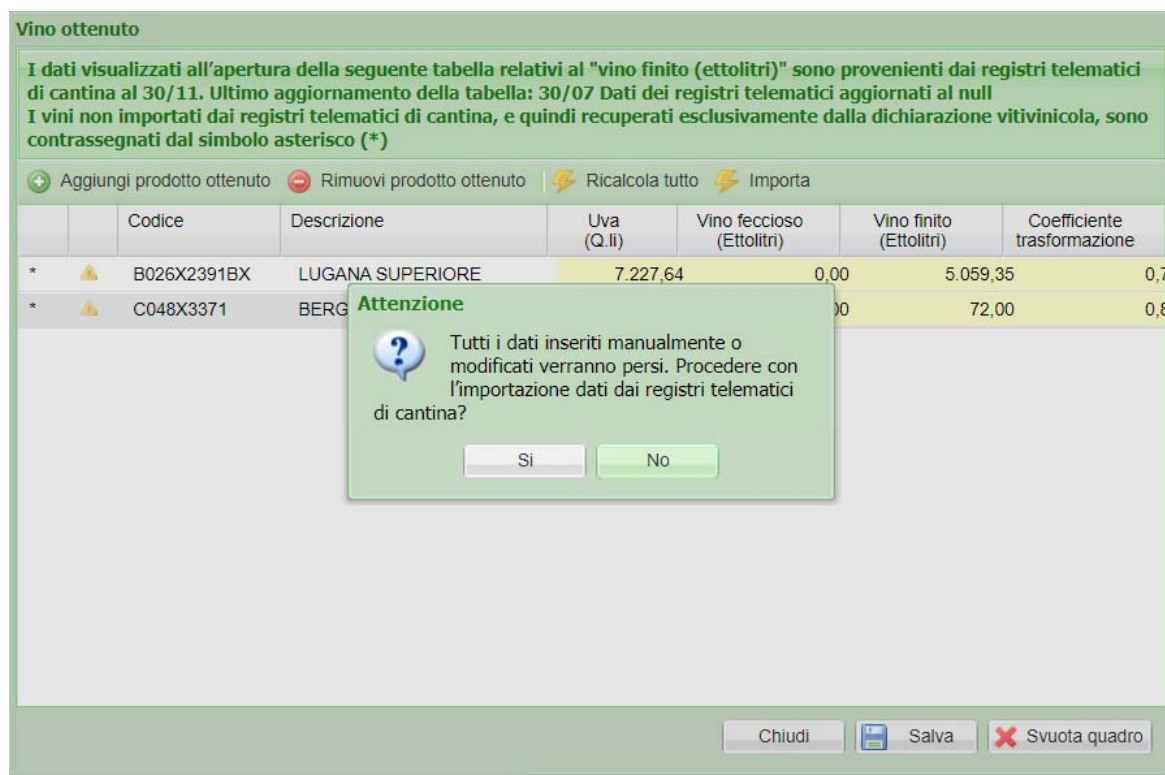 Vino ottenuto
I dati visualizzati all'apertura della seguente tabella relativi al "vino finito (ettolitri)" sono provenienti dai registri telematici
di cantina al 30/11. Ultimo aggiornamento della tabella: 30/07 Dati dei registri telematici aggiornati al null
I vini non importati dai registri telematici di cantina, e quindi recuperati esclusivamente dalla dichiarazione vitivinicola, sono
contrassegnati dal simbolo asterisco (*)
Aggiungi prodotto ottenuto Rimuovi prodotto ottenuto Ricalcola tutto Importa
Codice Descrizione Uva (Q.li) Vino feccioso (Ettolitri) Vino finito (Ettolitri) Coefficiente trasformazione
* B026X2391BX LUGANA SUPERIORE 7.227,64 0,00 5.059,35 0,7
* C048X3371 BERG 00 72,00 0,8
Attenzione
Tutti i dati inseriti manualmente o
modificati verranno persi. Procedere con
l'importazione dati dai registri telematici
di cantina?
Si No
Chiudi Salva Svuota quadro